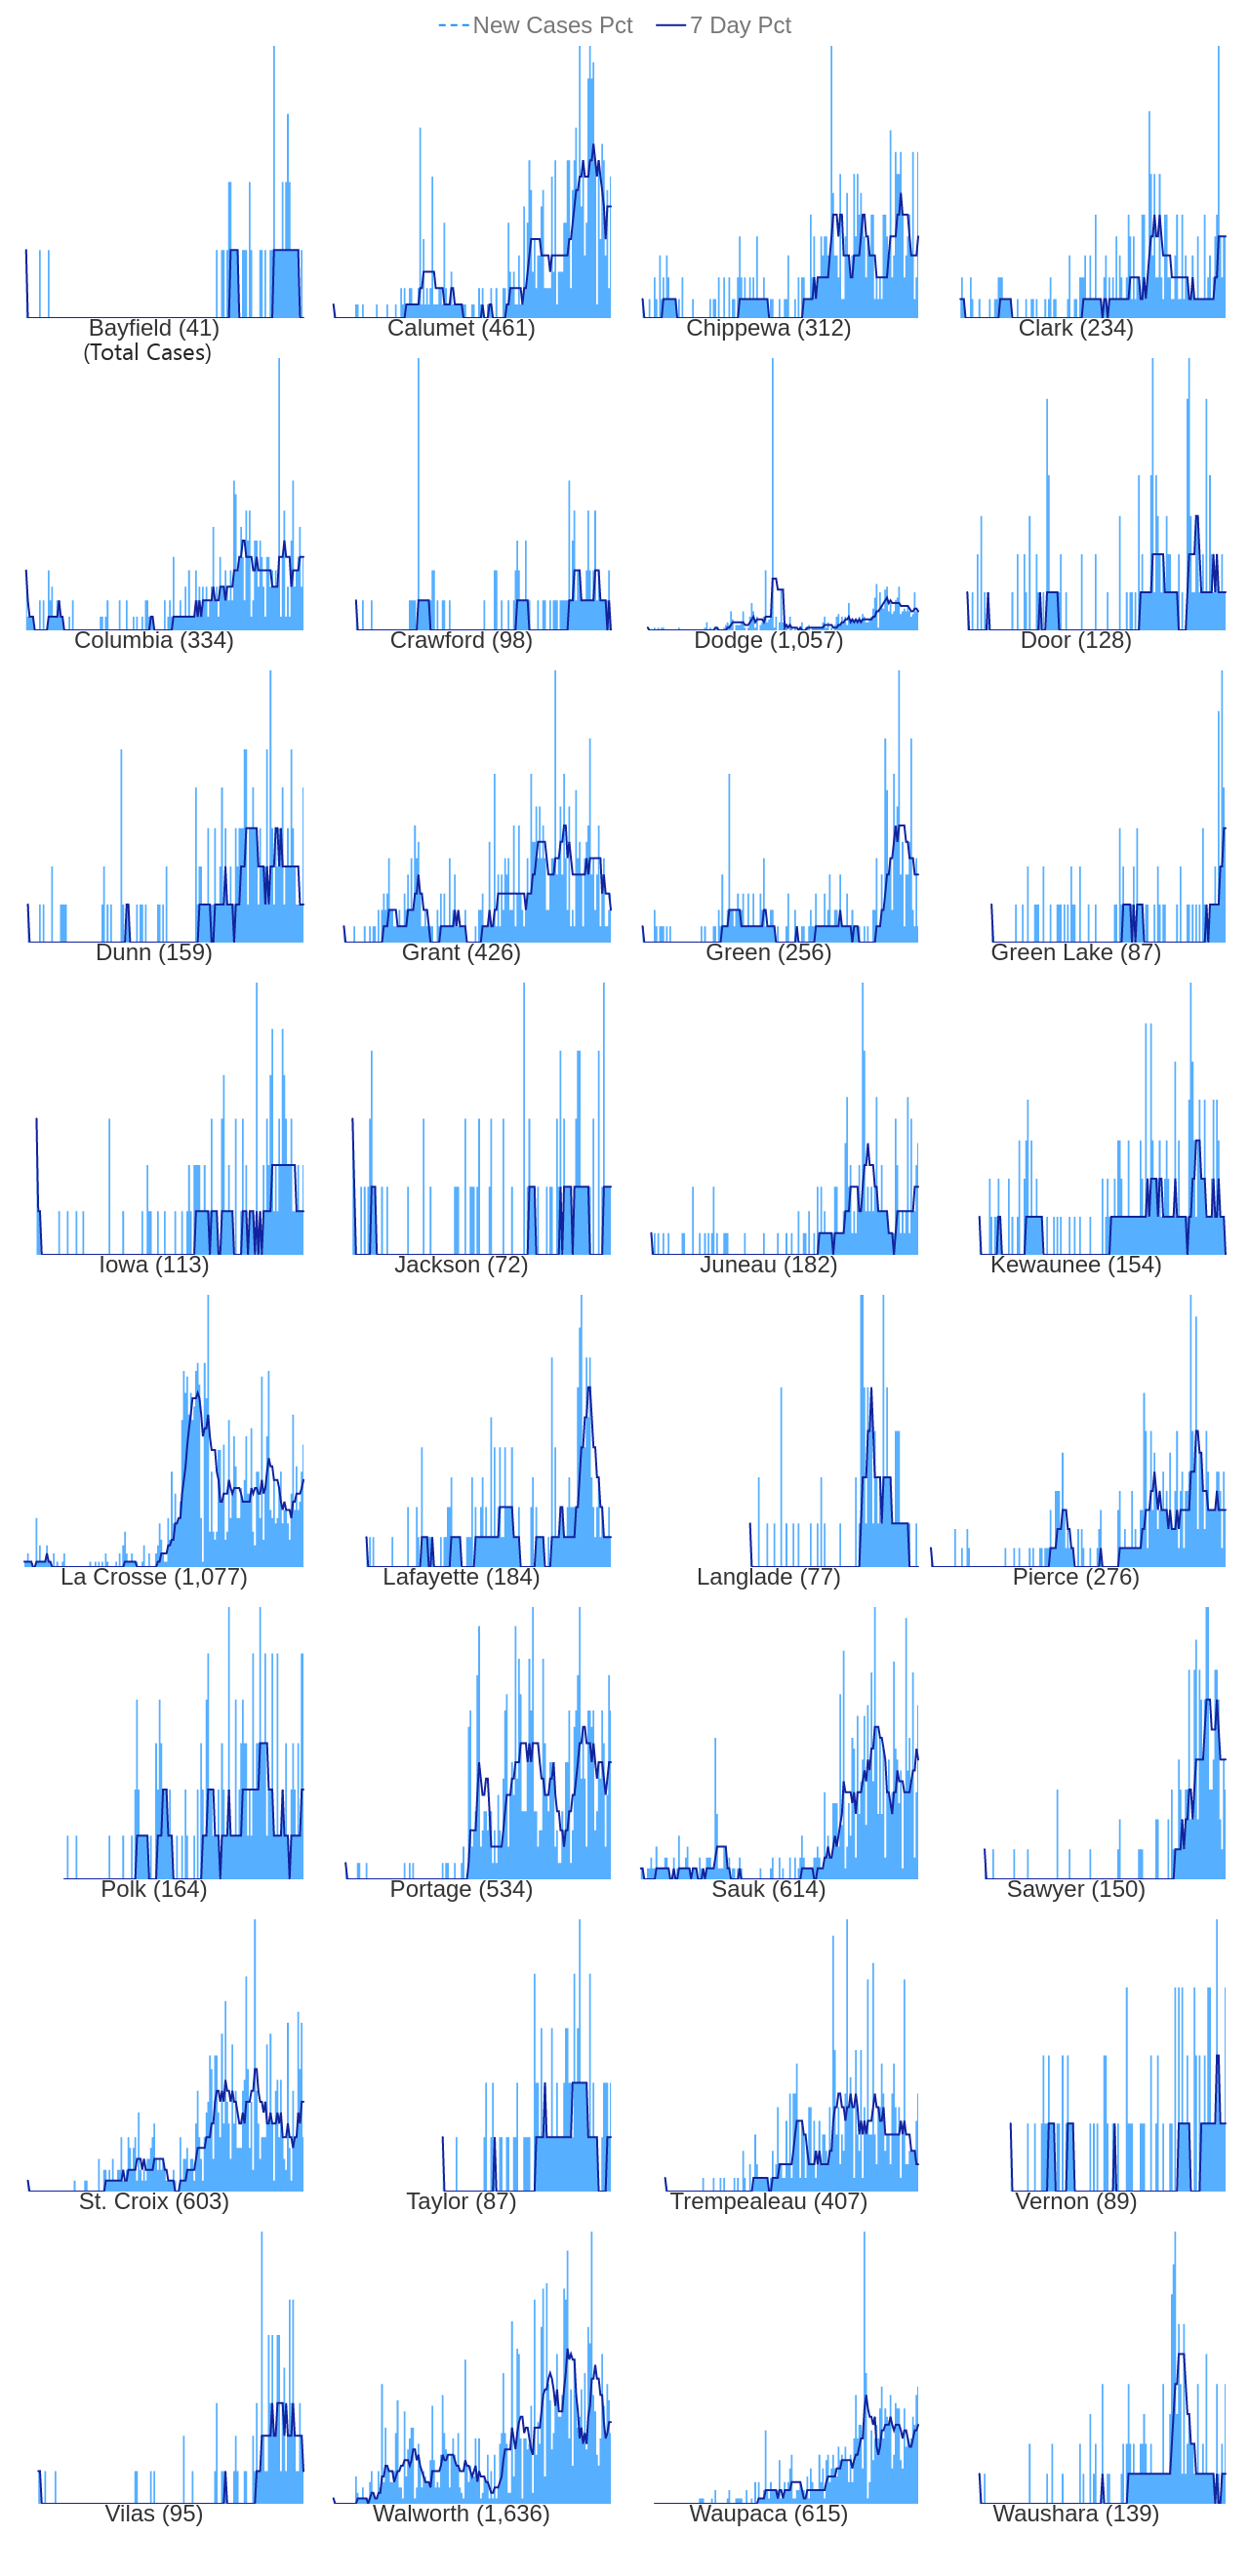 New Cases Pct 7 Day Pct
Bayfield (41) Calumet (461) Chippewa (312) Clark (234)
(Total Cases)
Columbia (334) Crawford (98) Dodge (1,057) Door (128)
Dunn (159) Grant (426) Green (256) Green Lake (87)
Iowa (113) Jackson (72) Juneau (182) Kewaunee (154)
La Crosse (1,077) Lafayette (184) Langlade (77) Pierce (276)
Polk (164) Portage (534) Sauk (614) Sawyer (150)
St. Croix (603) Taylor (87) Trempealeau (407) Vernon (89)
Vilas (95) Walworth (1,636) Waupaca (615) Waushara (139)